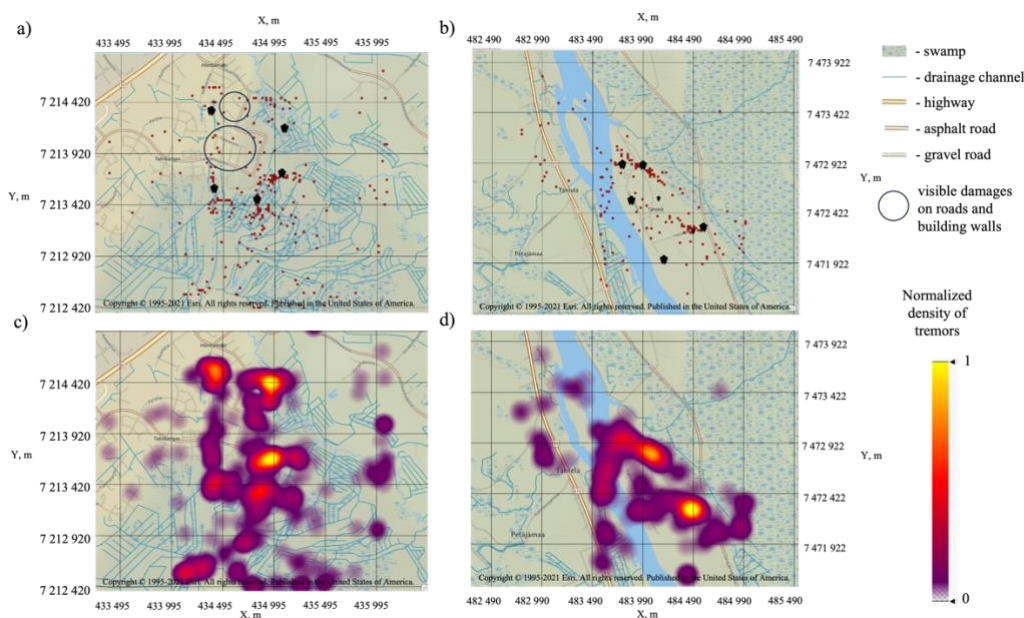 X, m
X, m
a)
b)
433 495 434 495 434 995 435 495 435 995
482 490 482 990 483 490 483 990 484 490 484 990 485 490
7 214 420
7 213 920
7 213 420
7 212 920
7 212 420
Y, m
Copyright © 1995-2021 Esri. All rights reserved. Published in the United States of America.
7 473 922
7 473 422
7 472 922
7 472 422
7 471 922
Y, m
Tantela
Petäjämaa
Copyright © 1995-2021 Esri. All rights reserved. Published in the United States of America.
- swamp
- drainage channel
- highway
- asphalt road
- gravel road
visible damages
on roads and
building walls
c)
d)
7 214 420
7 213 920
7 213 420
7 212 920
7 212 420
Y, m
Copyright © 1995-2021 Esri. All rights reserved. Published in the United States of America.
433 495 434 495 434 995 435 495 435 995
X, m
7 473 922
7 473 422
7 472 922
7 472 422
7 471 922
Y, m
Tantela
Petäjämaa
Copyright © 1995-2021 Esri. All rights reserved. Published in the United States of America.
482 490 482 990 483 490 483 990 484 490 484 990 485 490
X, m
Normalized
density of
tremors
1
0